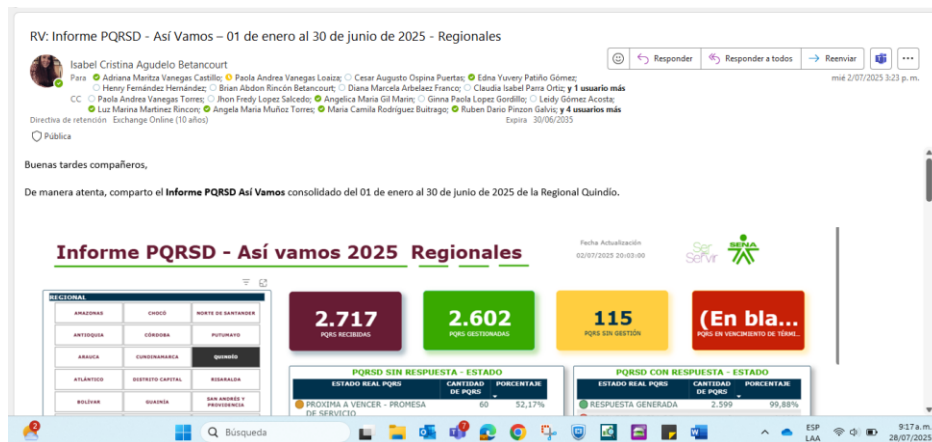 RV: Informe PQRSD - Así Vamos – 01 de enero al 30 de junio de 2025 - Regionales
Isabel Cristina Agudelo Betancourt
Responder
Responder a todos
Reenviar
mié 2/07/2025 3:23 p. m.
Para Adriana Maritza Vanegas Castillo; Paola Andrea Vanegas Loaiza; Cesar Augusto Ospina Puertas; Edna Yuvery Patiño Gómez;
Henry Fernández Hernández; Brian Abdon Rincón Betancourt; Diana Marcela Arbelaez Franco; Claudia Isabel Parra Ortiz; y 1 usuario más
CC Paola Andrea Vanegas Torres; Jhon Fredy Lopez Salcedo; Angelica Maria Gil Marin; Ginna Paola Lopez Gordillo; Leidy Gómez Acosta;
Luz Marina Martinez Rincon; Angela Maria Muñoz Torres; Maria Camila Rodriguez Buitrago; Ruben Dario Pinzon Galvis; y 4 usuarios más
Directiva de retención Exchange Online (10 años) Expira 30/06/2035
Pública
Buenas tardes compañeros,
De manera atenta, comparto el Informe PQRSD Así Vamos consolidado del 01 de enero al 30 de junio de 2025 de la Regional Quindío.
Informe PQRSD - Así vamos 2025 Regionales
Fecha Actualización
02/07/2025 20:03:00
Ser
Servir
SENA
REGIONAL
AMAZONAS CHOCÓ NORTE DE SANTANDER
ANTIOQUIA CÓRDOBA PUTUMAYO
ARAUCA CUNDINAMARCA QUINDÍO
ATLÁNTICO DISTRITO CAPITAL RISARALDA
BOLÍVAR GUAINÍA SAN ANDRÉS Y
PROVIDENCIA
2.717
PQRS RECIBIDAS
2.602
PQRS GESTIONADAS
115
PQRS SIN GESTIÓN
(En bla...
PQRS EN VENCIMIENTO DE TÉRMI...
PQRSD SIN RESPUESTA - ESTADO
ESTADO REAL PQRS CANTIDAD PORCENTAJE
DE PQRS
PROXIMA A VENCER - PROMESA 60 52,17%
DE SERVICIO
PQRSD CON RESPUESTA - ESTADO
ESTADO REAL PQRS CANTIDAD PORCENTAJE
DE PQRS
RESPUESTA GENERADA 2.599 99,88%
2
Búsqueda
ESP
LAA
9:17 a. m.
28/07/2025